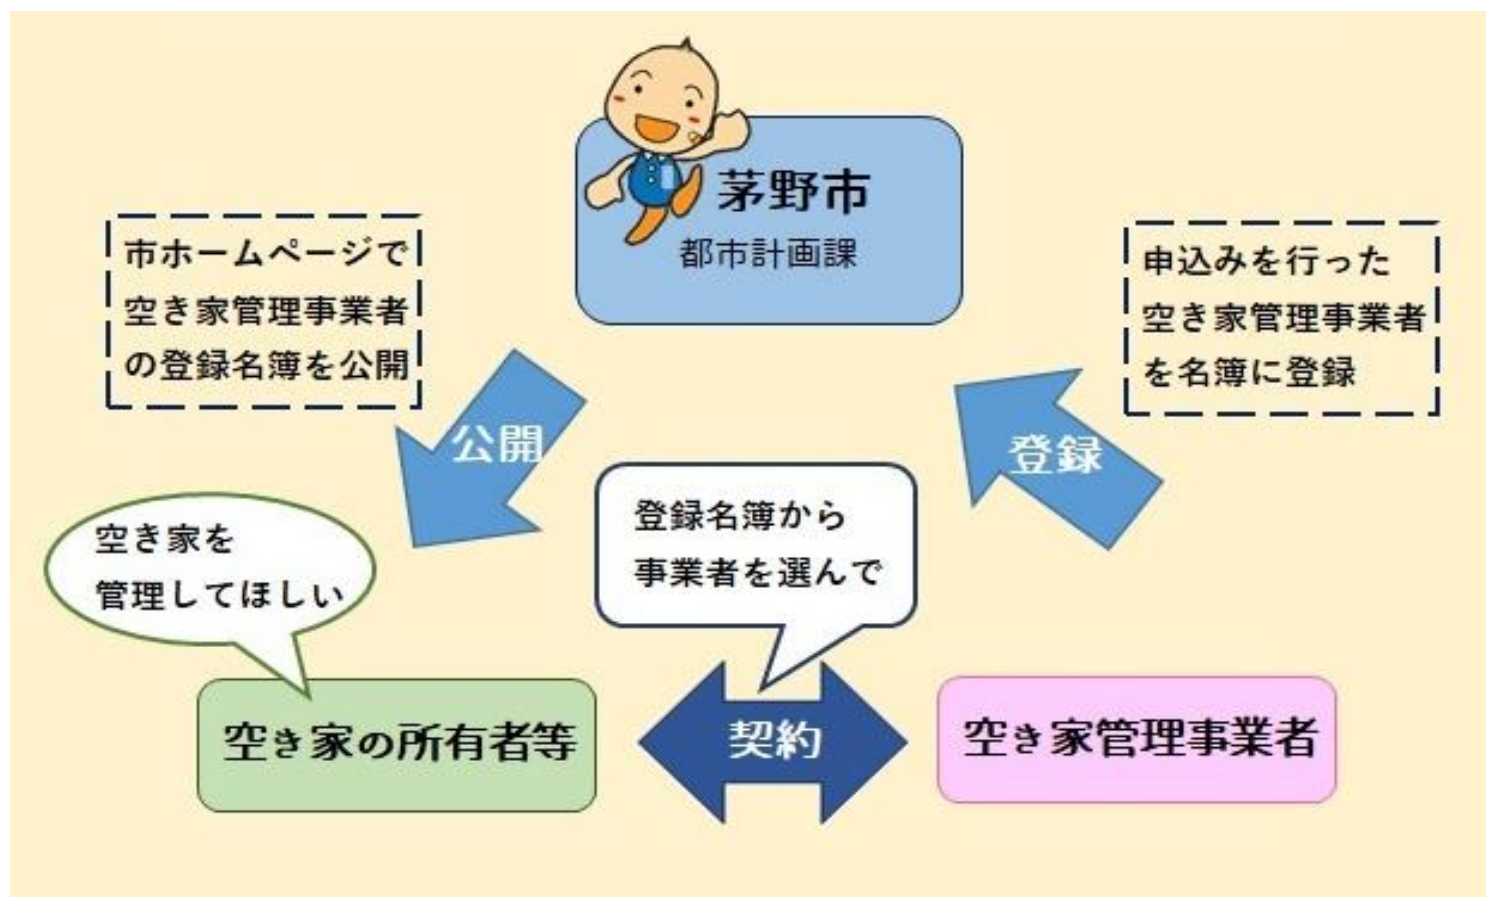 茅野市
都市計画課
市ホームページで
空き家管理事業者
の登録名簿を公開
申込みを行った
空き家管理事業者
を名簿に登録
公開
登録
空き家を
管理してほしい
登録名簿から
事業者を選んで
空き家の所有者等
契約
空き家管理事業者